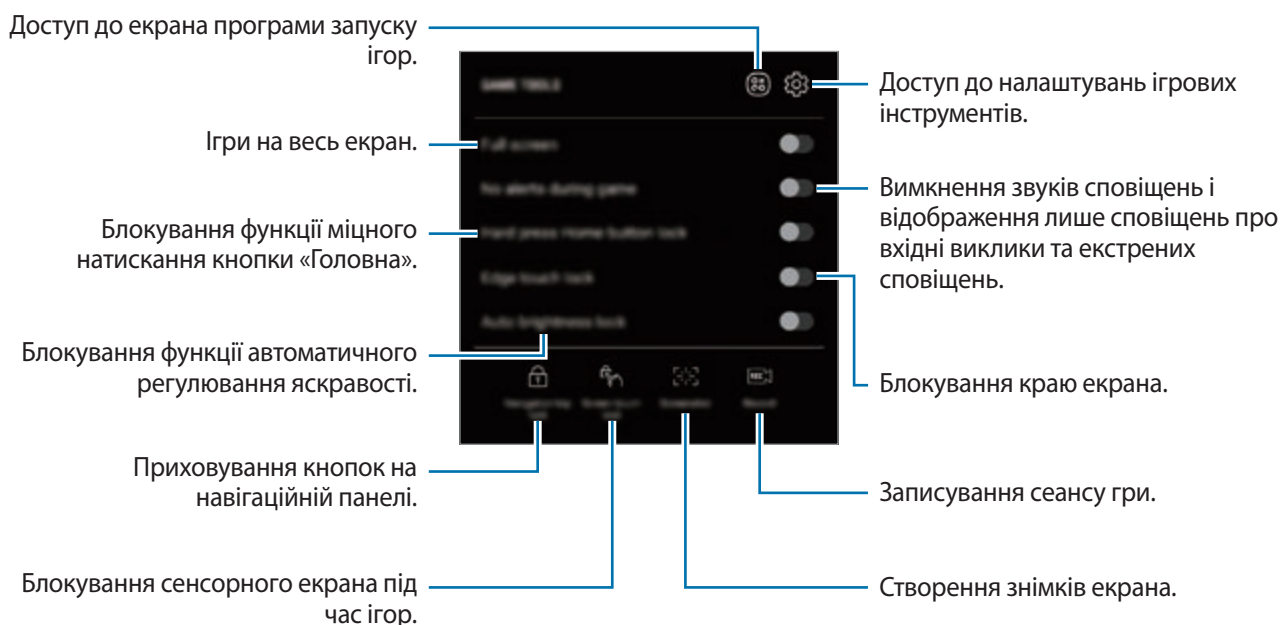 Доступ до екрана програми запуску
ігор.
Доступ до налаштувань ігрових
інструментів.
GAME TOOLS
Ігри на весь екран.
Full screen
No alerts during game
Вимкнення звуків сповіщень і
відображення лише сповіщень про
вхідні виклики та екстрених
сповіщень.
Блокування функції міцного
натискання кнопки «Головна».
Hard press Home button lock
Edge touch lock
Auto brightness lock
Блокування функції автоматичного
регулювання яскравості.
Блокування краю екрана.
REC
Приховування кнопок на
навігаційній панелі.
Записування сеансу гри.
Блокування сенсорного екрана під
час ігор.
Створення знімків екрана.